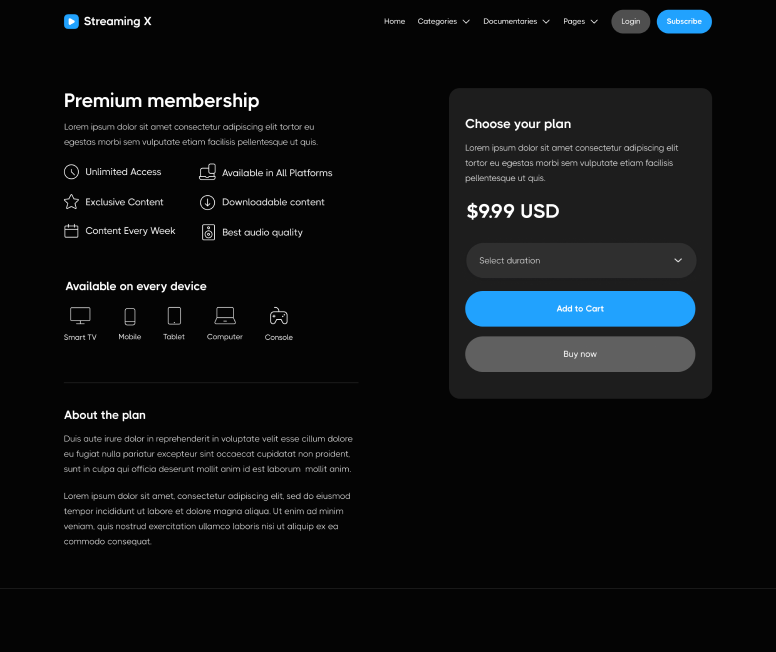 Streaming X
Home Categories Documentaries Pages Login Subscribe
Premium membership
Lorem ipsum dolor sit amet consectetur adipiscing elit tortor eu
egestas morbi sem vulputate etiam facilisis pellentesque ut quis.
Unlimited Access
Available in All Platforms
Exclusive Content
Downloadable content
Content Every Week
Best audio quality
Available on every device
Smart TV
Mobile
Tablet
Computer
Console
About the plan
Duis aute irure dolor in reprehenderit in voluptate velit esse cillum dolore
eu fugiat nulla pariatur excepteur sint occaecat cupidatat non proident,
sunt in culpa qui officia deserunt mollit anim id est laborum  mollit anim.
Lorem ipsum dolor sit amet, consectetur adipiscing elit, sed do eiusmod
tempor incididunt ut labore et dolore magna aliqua. Ut enim ad minim
veniam, quis nostrud exercitation ullamco laboris nisi ut aliquip ex ea
commodo consequat.
Choose your plan
Lorem ipsum dolor sit amet consectetur adipiscing elit
tortor eu egestas morbi sem vulputate etiam facilisis
pellentesque ut quis.
$9.99 USD
Select duration
Add to Cart
Buy now